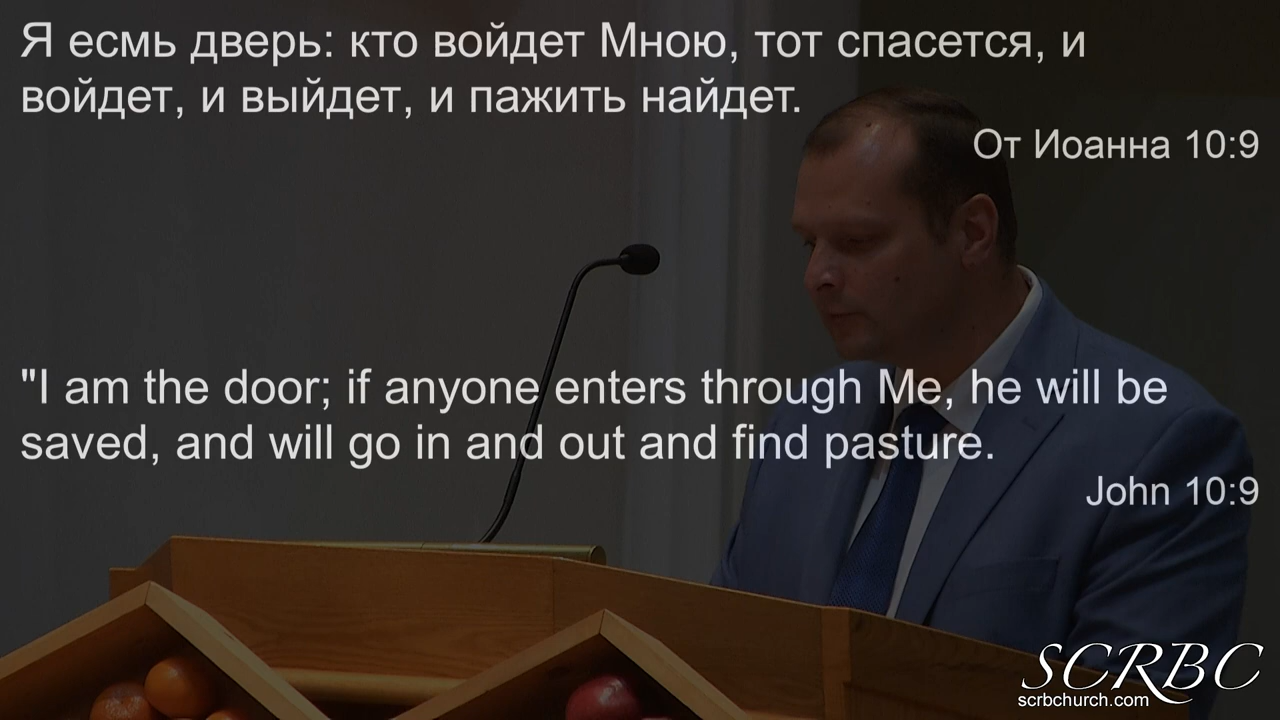 Я есмь дверь: кто войдет Мною, тот спасется, и
войдет, и выйдет, и пажить найдет.
От Иоанна 10:9
"I am the door; if anyone enters through Me, he will be
saved, and will go in and out and find pasture.
John 10:9
SCRBC
scrbchurch.com